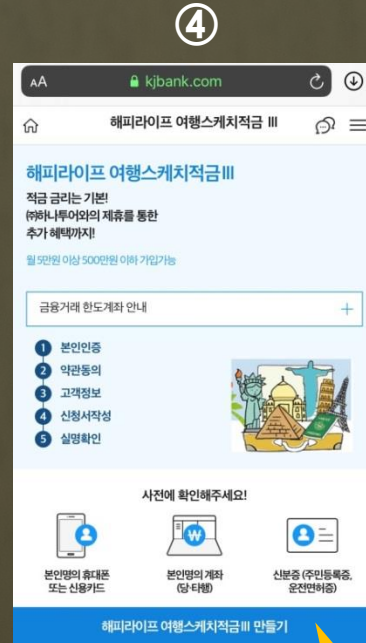 ④
AA kjbank.com
해피라이프 여행스케치적금 III
해피라이프 여행스케치적금III
적금 금리는 기본!
㈜하나투어와의 제휴를 통한
추가 혜택까지!
월 5만원 이상 500만원 이하 가입가능
금융거래 한도계좌 안내 +
1 본인인증
2 약관동의
3 고객정보
4 신청서작성
5 실명확인
사전에 확인해주세요!
본인명의 휴대폰
또는 신용카드
본인명의 계좌
(당·타행)
신분증 (주민등록증,
운전면허증)
해피라이프 여행스케치적금III 만들기